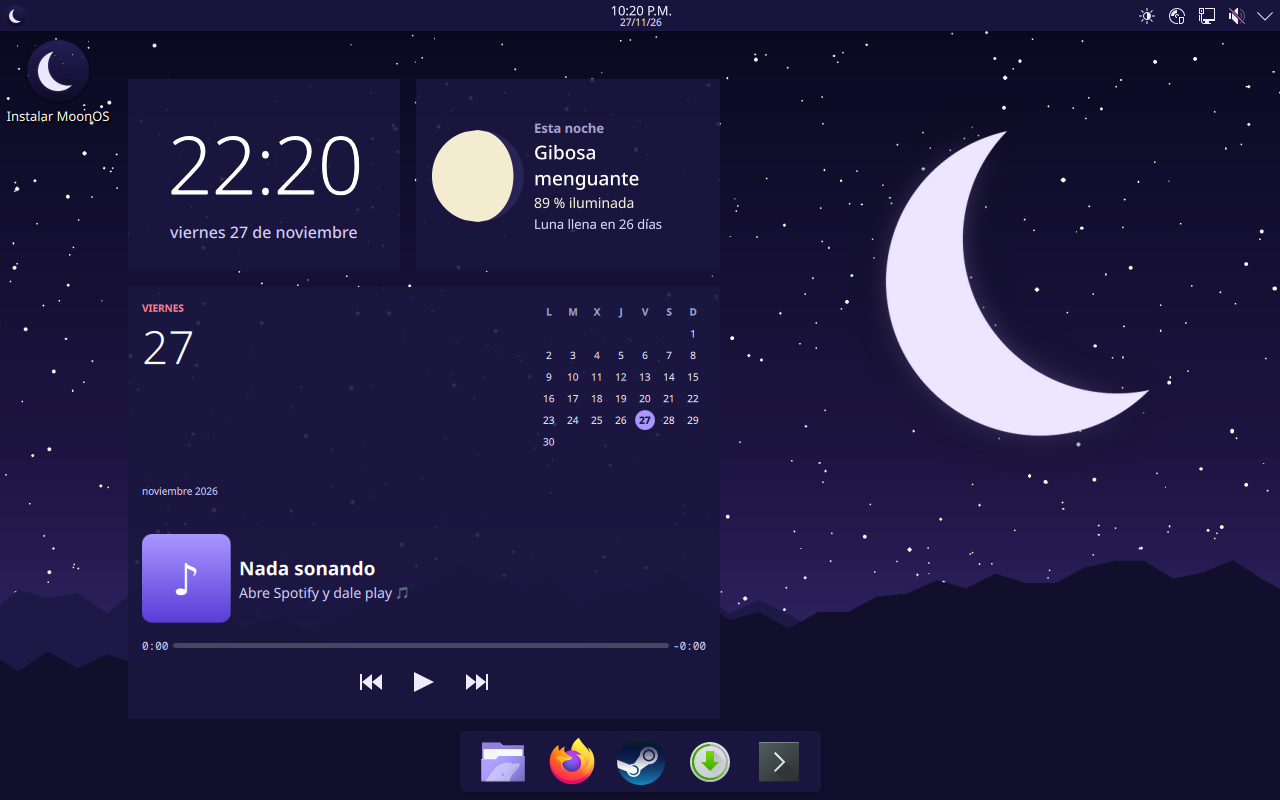 10:20 P.M.
27/11/26
Instalar MoonOS
22:20
viernes 27 de noviembre
Esta noche
Gibosa
menguante
89 % iluminada
Luna llena en 26 días
VIERNES
27
L M X J V S D
1
2 3 4 5 6 7 8
9 10 11 12 13 14 15
16 17 18 19 20 21 22
23 24 25 26 27 28 29
30
noviembre 2026
Nada sonando
Abre Spotify y dale play 🎵
0:00 -0:00